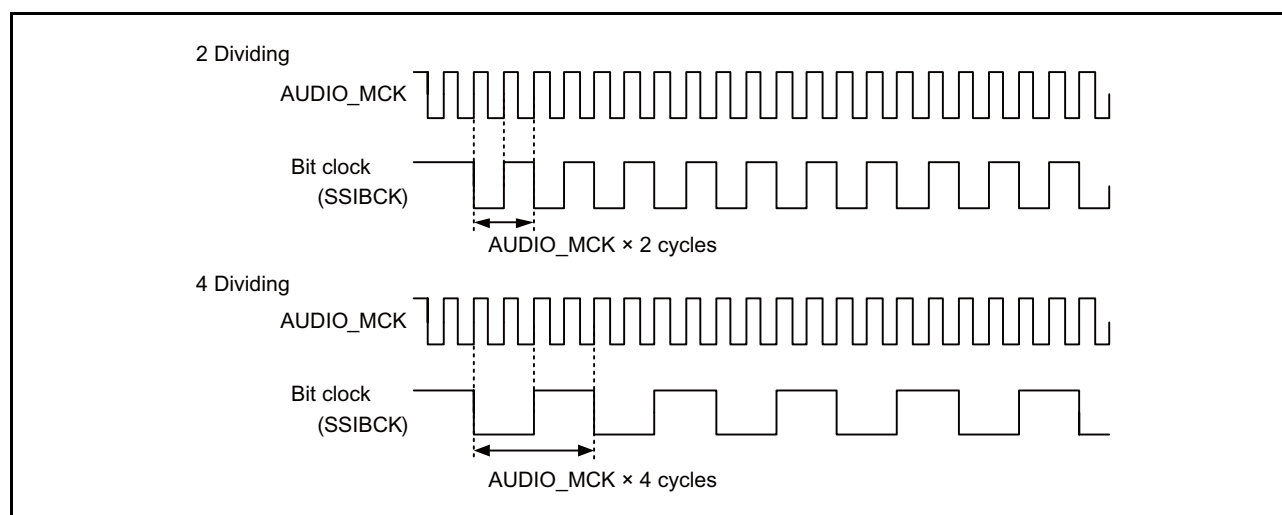 2 Dividing
AUDIO_MCK
Bit clock
(SSIBCK)
AUDIO_MCK × 2 cycles
4 Dividing
AUDIO_MCK
Bit clock
(SSIBCK)
AUDIO_MCK × 4 cycles